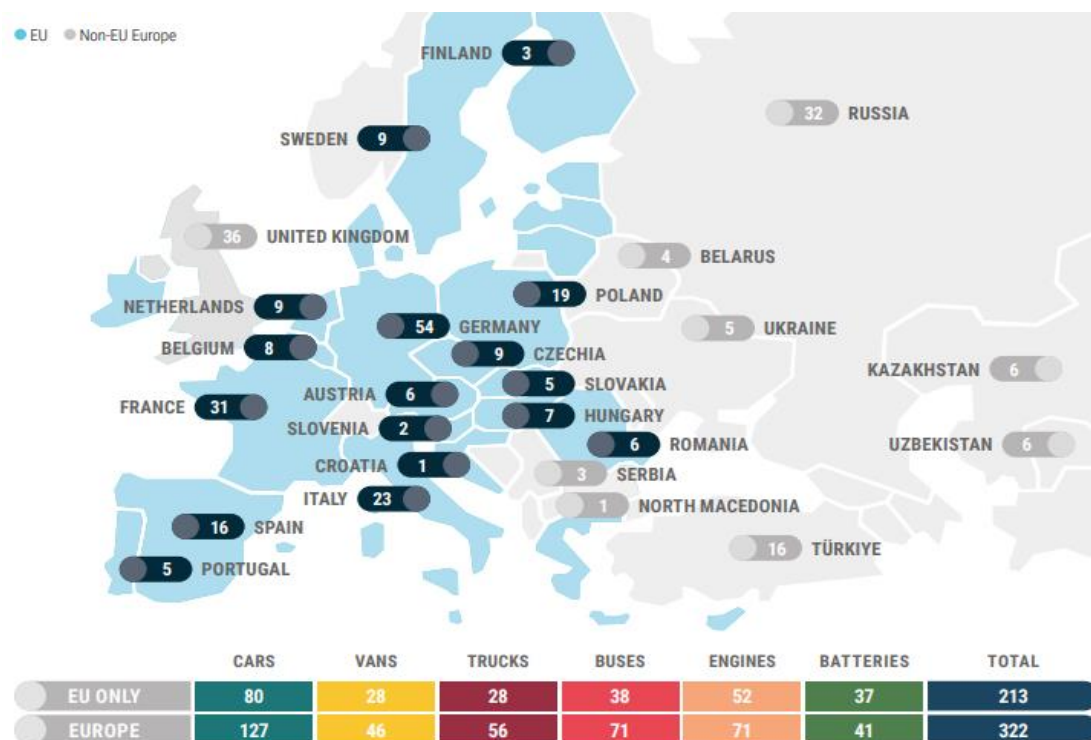 EU Non-EU Europe
FINLAND 3
32 RUSSIA
SWEDEN 9
36 UNITED KINGDOM
4 BELARUS
NETHERLANDS 9
19 POLAND
54 GERMANY
5 UKRAINE
BELGIUM 8
9 CZECHIA
KAZAKHSTAN 6
AUSTRIA 6
5 SLOVAKIA
FRANCE 31
7 HUNGARY
SLOVENIA 2
6 ROMANIA
UZBEKISTAN 6
CROATIA 1
3 SERBIA
ITALY 23
1 NORTH MACEDONIA
16 SPAIN
16 TÜRKIYE
5 PORTUGAL
CARS VANS TRUCKS BUSES ENGINES BATTERIES TOTAL
EU ONLY 80 28 28 38 52 37 213
EUROPE 127 46 56 71 71 41 322